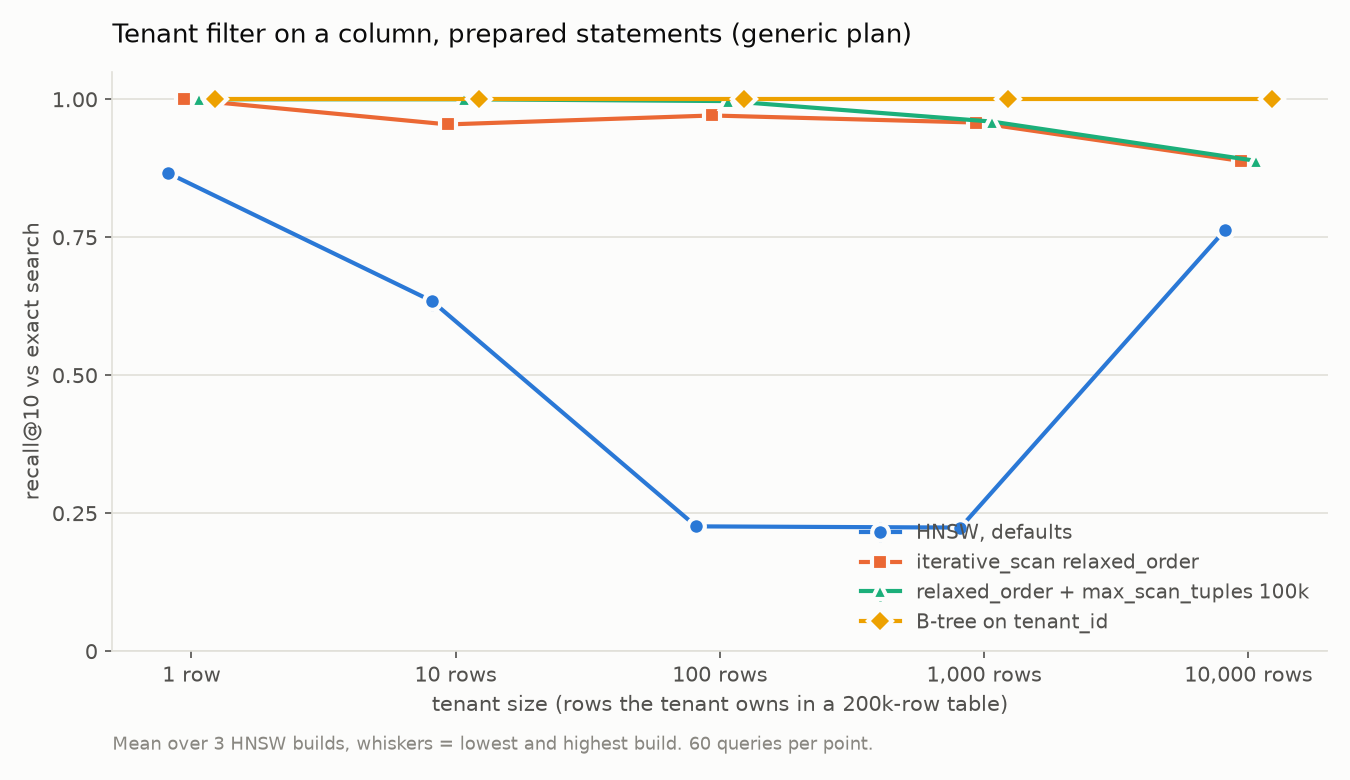 Tenant filter on a column, prepared statements (generic plan)
recall@10 vs exact search
1.00
0.75
0.50
0.25
0
HNSW, defaults
iterative_scan relaxed_order
relaxed_order + max_scan_tuples 100k
B-tree on tenant_id
1 row
10 rows
100 rows
1,000 rows
10,000 rows
tenant size (rows the tenant owns in a 200k-row table)
Mean over 3 HNSW builds, whiskers = lowest and highest build. 60 queries per point.